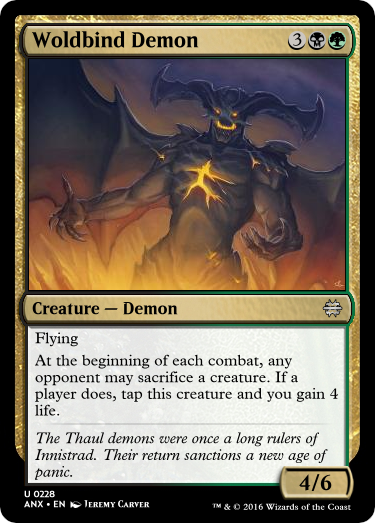 Woldbind Demon 3
Creature — Demon
Flying
At the beginning of each combat, any
opponent may sacrifice a creature. If a
player does, tap this creature and you gain 4
life.
The Thaul demons were once a long rulers of
Innistrad. Their return sanctions a new age of
panic.
4/6
U 0228
ANX • EN Jeremy Carver
™ & © 2016 Wizards of the Coast